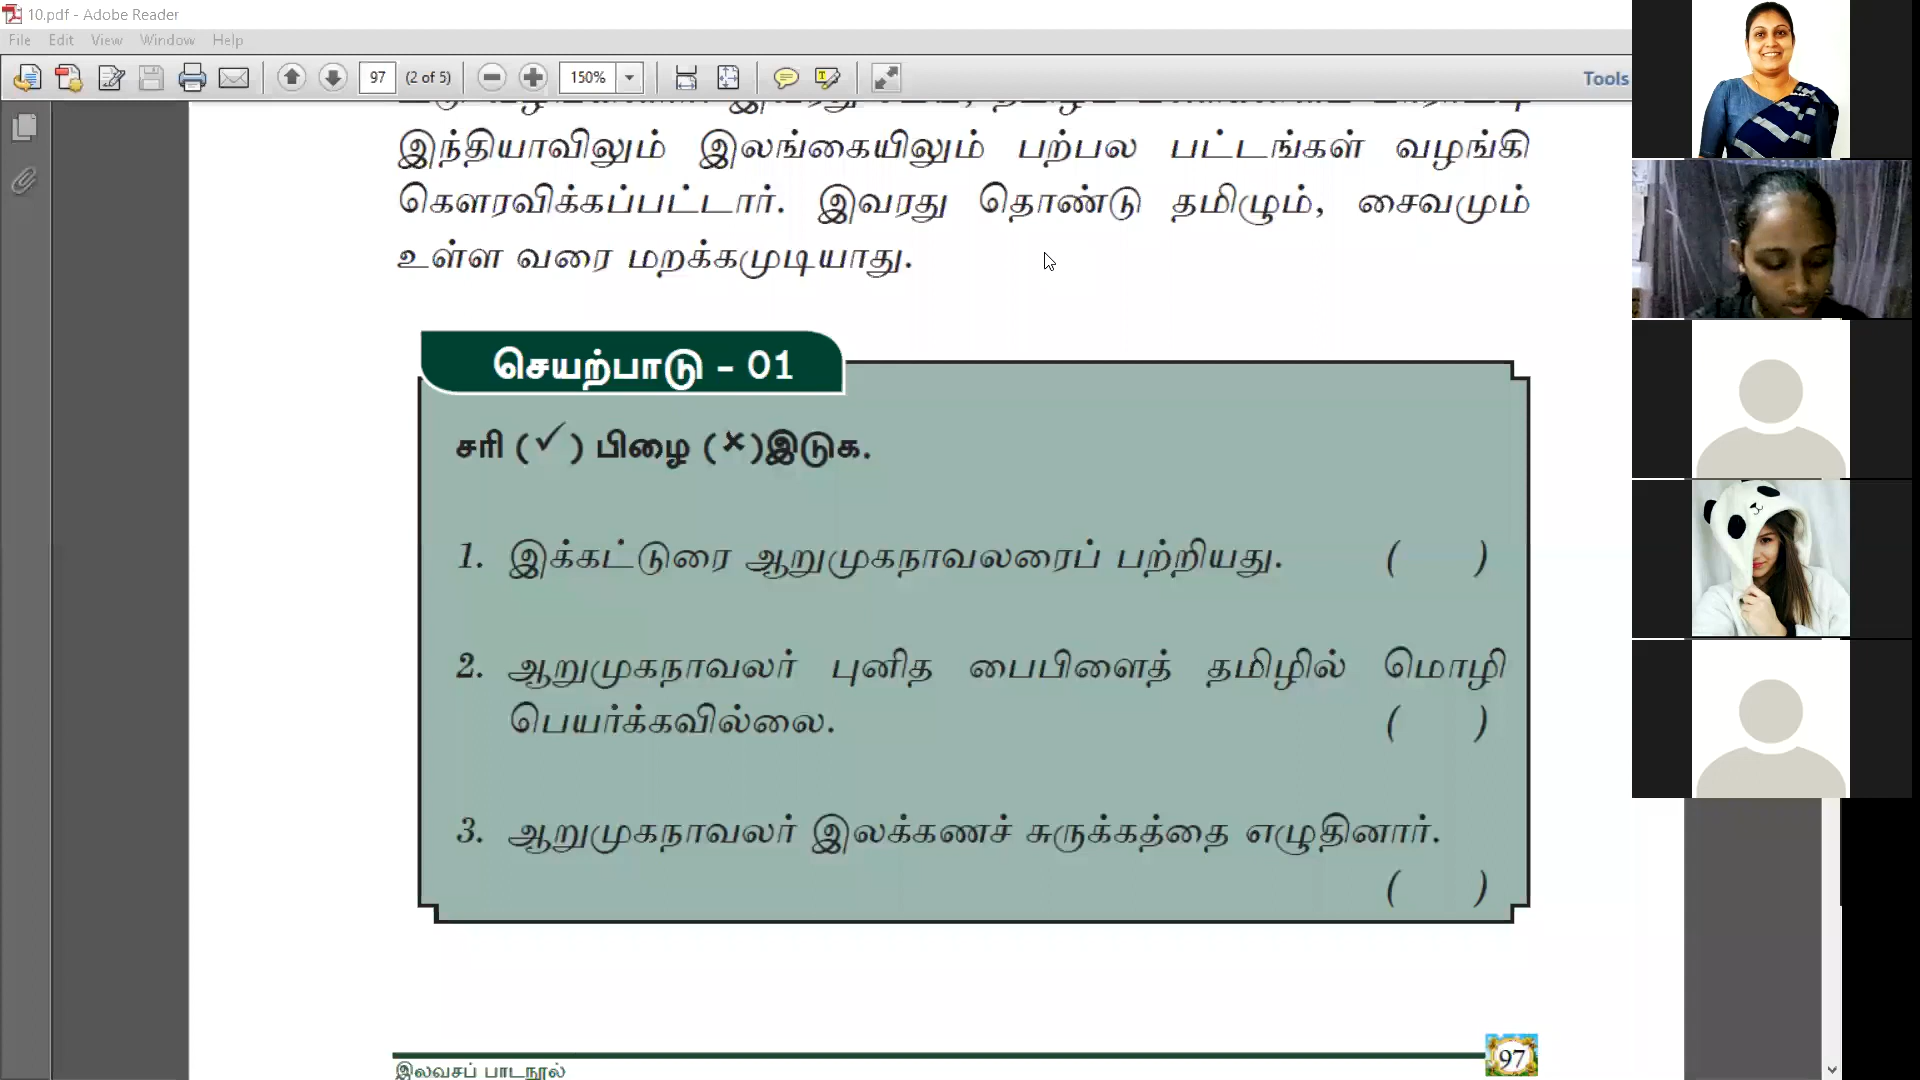 10.pdf - Adobe Reader
File Edit View Window Help
97 (2 of 5) 150% Tools
இந்தியாவிலும் இலங்கையிலும் பற்பல பட்டங்கள் வழங்கி
கௌரவிக்கப்பட்டார். இவரது தொண்டு தமிழும், சைவமும்
உள்ள வரை மறக்கமுடியாது.
செயற்பாடு - 01
சரி (✓) பிழை (✗)இடுக.
1. இக்கட்டுரை ஆறுமுகநாவலரைப் பற்றியது. ( )
2. ஆறுமுகநாவலர் புனித பைபிளைத் தமிழில் மொழி
பெயர்க்கவில்லை. ( )
3. ஆறுமுகநாவலர் இலக்கணச் சுருக்கத்தை எழுதினார்.
( )
97
இலவசப் பாடநூல்